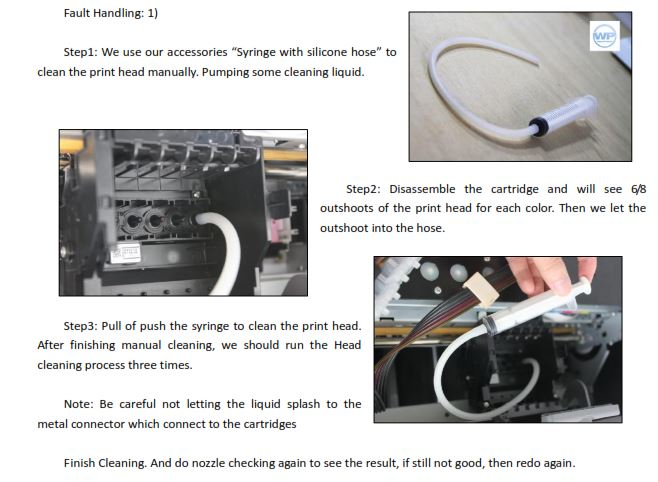 Fault Handling: 1)
Step1: We use our accessories “Syringe with silicone hose” to
clean the print head manually. Pumping some cleaning liquid.
WP
Step2: Disassemble the cartridge and will see 6/8
outshoots of the print head for each color. Then we let the
outshoot into the hose.
Step3: Pull of push the syringe to clean the print head.
After finishing manual cleaning, we should run the Head
cleaning process three times.
Note: Be careful not letting the liquid splash to the
metal connector which connect to the cartridges
Finish Cleaning. And do nozzle checking again to see the result, if still not good, then redo again.